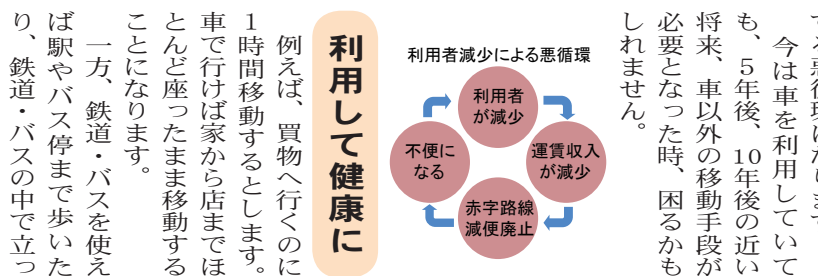 今は車を利用していて
も、5年後、10年後の近い
将来、車以外の移動手段が
必要となった時、困るかも
しれません。
利用者減少による悪循環
利用者
が減少
運賃収入
が減少
赤字路線
減便廃止
不便に
なる
利用して健康に
例えば、買物へ行くのに
1時間移動するとします。
車で行けば家から店までほ
とんど座ったまま移動する
ことになります。
一方、鉄道・バスを使え
ば駅やバス停まで歩いた
り、鉄道・バスの中で立っ